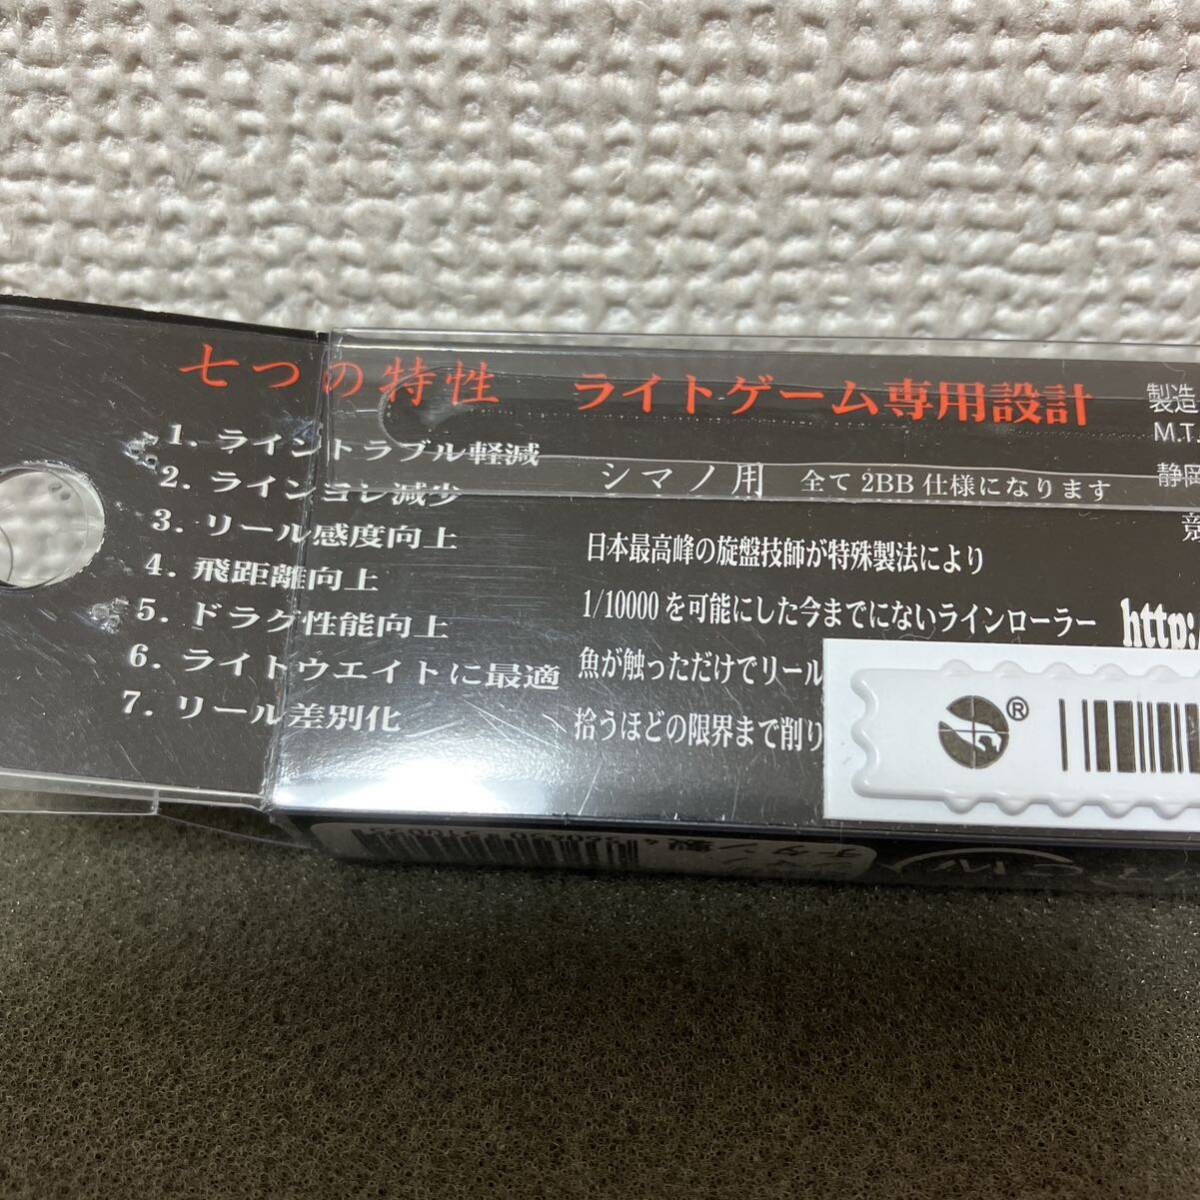 七つの特性
1. ライントラブル軽減
2. ラインヨレ減少
3. リール感度向上
4. 飛距離向上
5. ドラグ性能向上
6. ライトウエイトに最適
7. リール差別化
ライトゲーム専用設計
シマノ用 全て2BB仕様になります
日本最高峰の旋盤技師が特殊製法により
1/10000を可能にした今までにないラインローラー
魚が触っただけでリール
拾うほどの限界まで削り
製造
M.T.
静岡
http:
®
チタン製